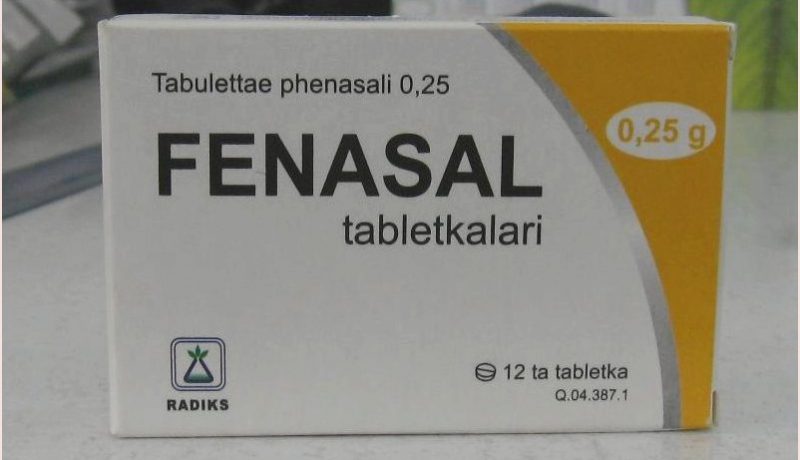 Tabulettae phenasali 0,25
0,25 g
FENASAL
tabletkalari
12 ta tabletka
Q.04.387.1
RADIKS